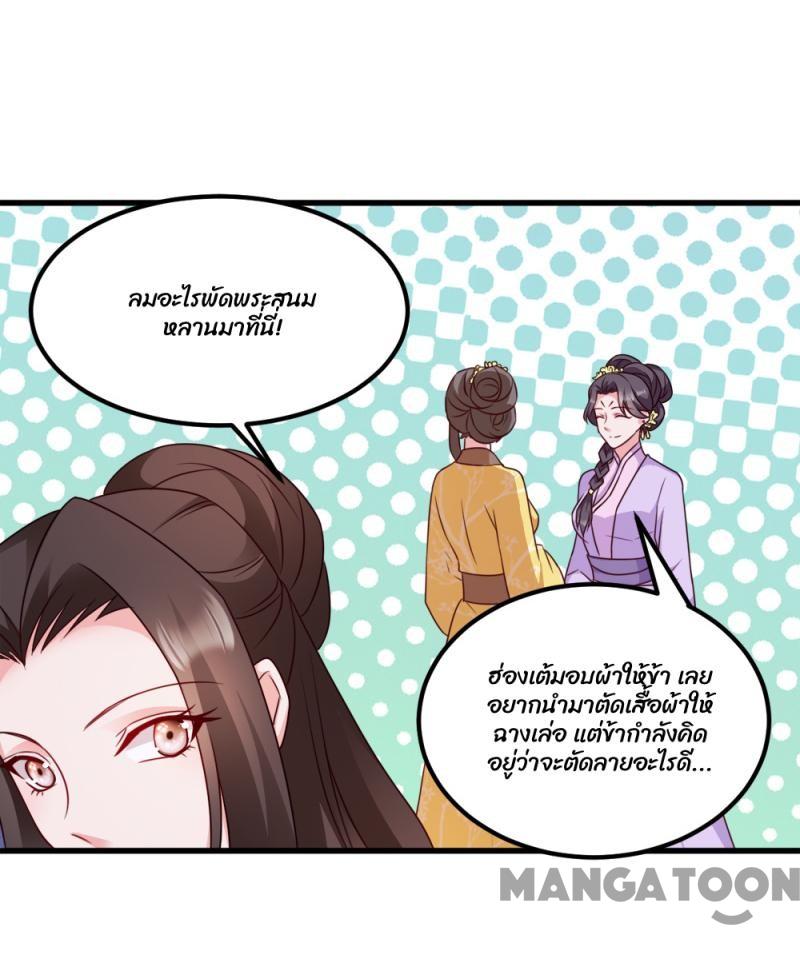 ลมอะไรพัดพระสนม
หลานมาที่นี่!
ฮ่องเต้มอบผ้าให้ข้า เลย
อยากนำมาตัดเสื้อผ้าให้
ฉางเล่อ แต่ข้ากำลังคิด
อยู่ว่าจะตัดลายอะไรดี...
MANGATOON